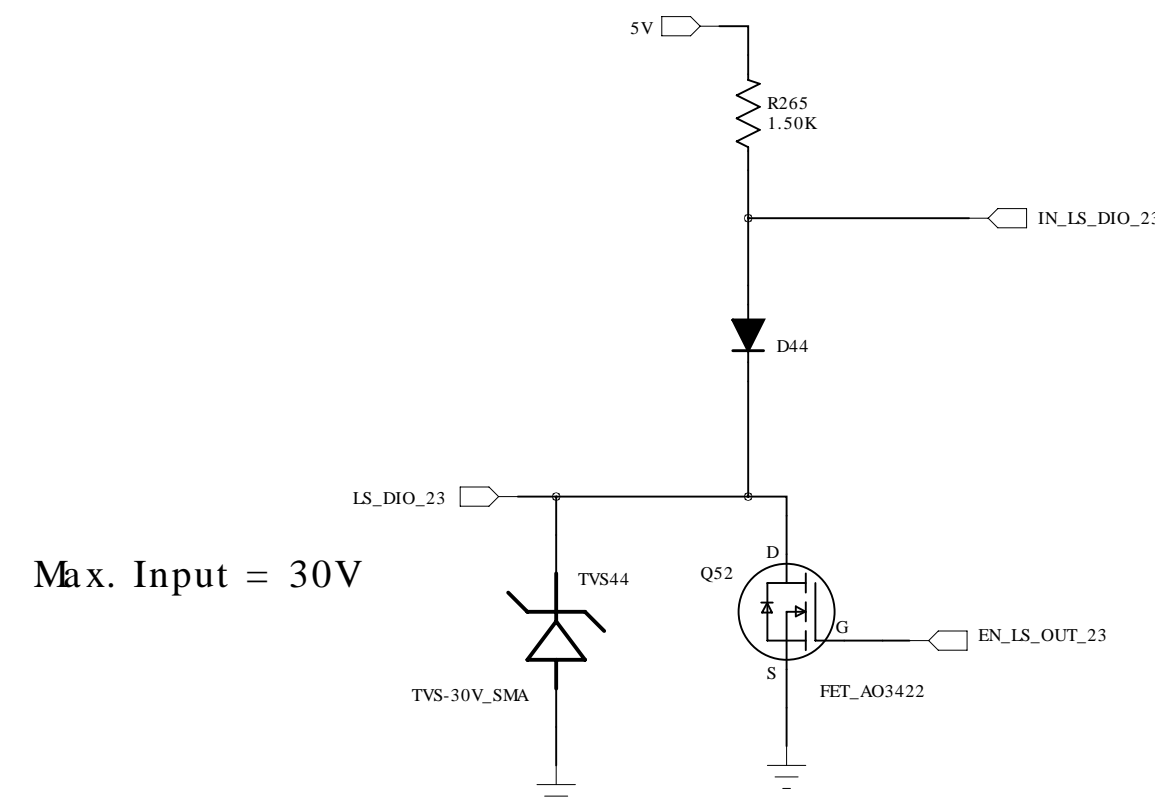 5V
R265
1.50K
IN_LS_DIO_23
D44
LS_DIO_23
Max. Input = 30V
TVS44
TVS-30V_SMA
D
Q52
G
EN_LS_OUT_23
S
FET_AO3422